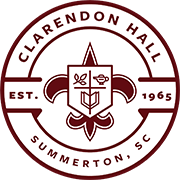 CLARENDON HALL
EST. 1965
SUMMERTON, SC